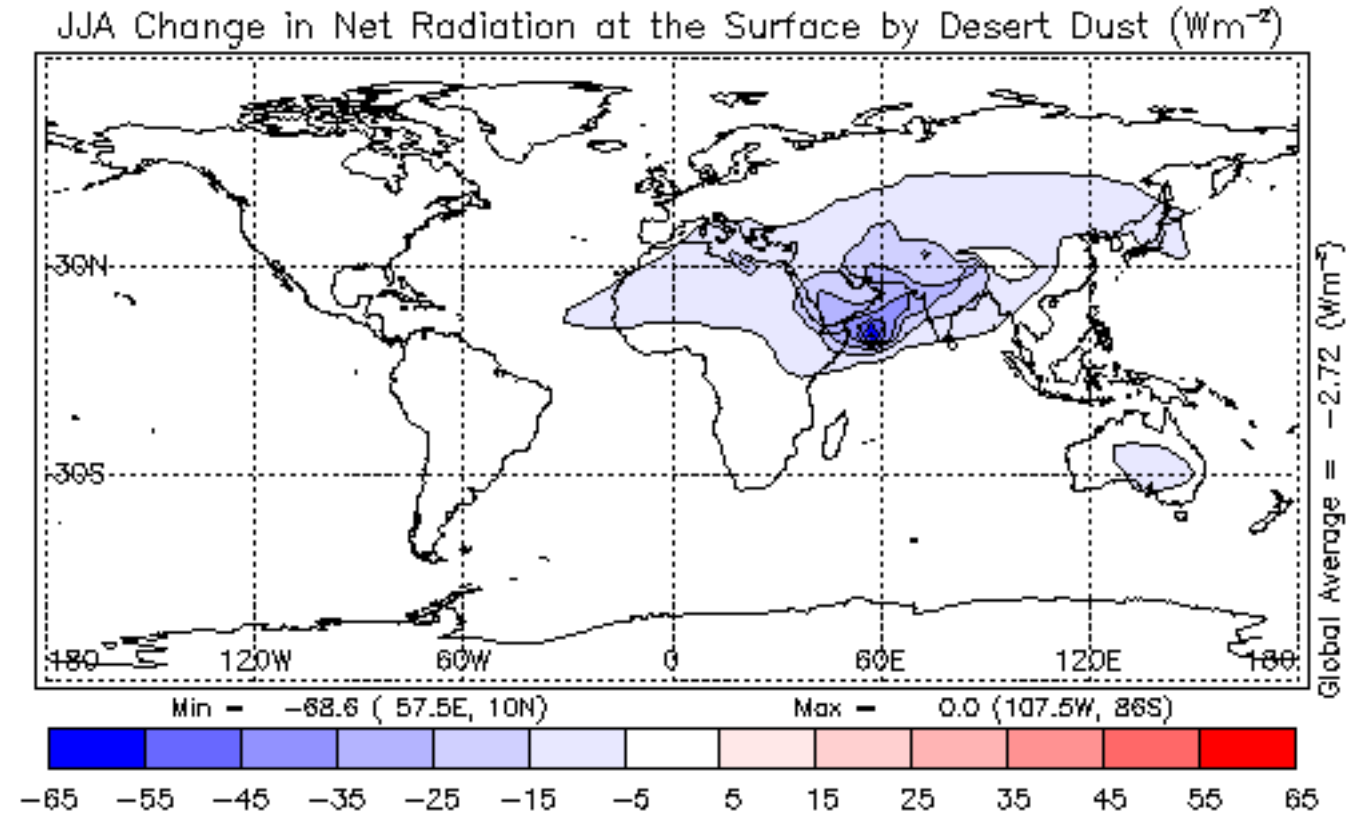 JJA Change in Net Radiation at the Surface by Desert Dust (Wm⁻²)
30N
30S
180 120W 60W 0 60E 120E 180
Global Average = −2.72 (Wm⁻²)
Min = −68.6 ( 57.5E, 10N) Max = 0.0 (107.5W, 86S)
−65 −55 −45 −35 −25 −15 −5 5 15 25 35 45 55 65